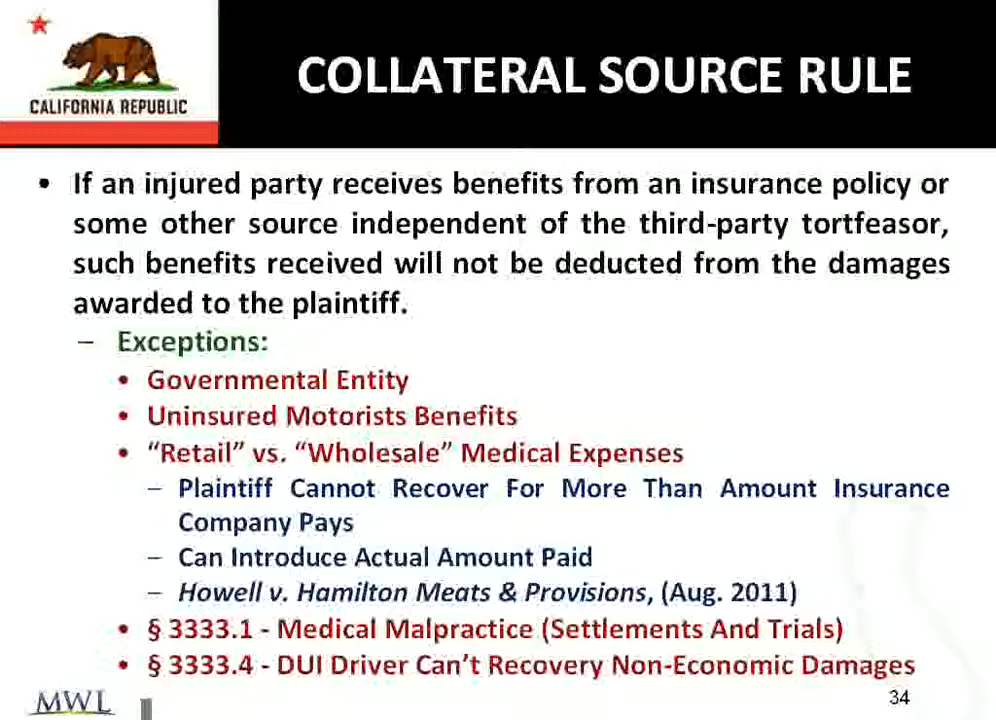 CALIFORNIA REPUBLIC
COLLATERAL SOURCE RULE
• If an injured party receives benefits from an insurance policy or
some other source independent of the third-party tortfeasor,
such benefits received will not be deducted from the damages
awarded to the plaintiff.
– Exceptions:
• Governmental Entity
• Uninsured Motorists Benefits
• “Retail” vs. “Wholesale” Medical Expenses
– Plaintiff Cannot Recover For More Than Amount Insurance
Company Pays
– Can Introduce Actual Amount Paid
– Howell v. Hamilton Meats & Provisions, (Aug. 2011)
• § 3333.1 - Medical Malpractice (Settlements And Trials)
• § 3333.4 - DUI Driver Can’t Recovery Non-Economic Damages
MWL
34